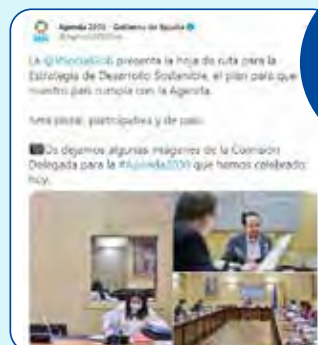 Agenda 2030 - Gobierno de España
La @VSocialGob presenta la hoja de ruta para la
Estrategia de Desarrollo Sostenible, el plan para que
nuestro país cumpla con la Agenda.
Será plural, participativa y de país.
Os dejamos algunas imágenes de la Comisión
Delegada para la #Agenda2030 que hemos celebrado
hoy.